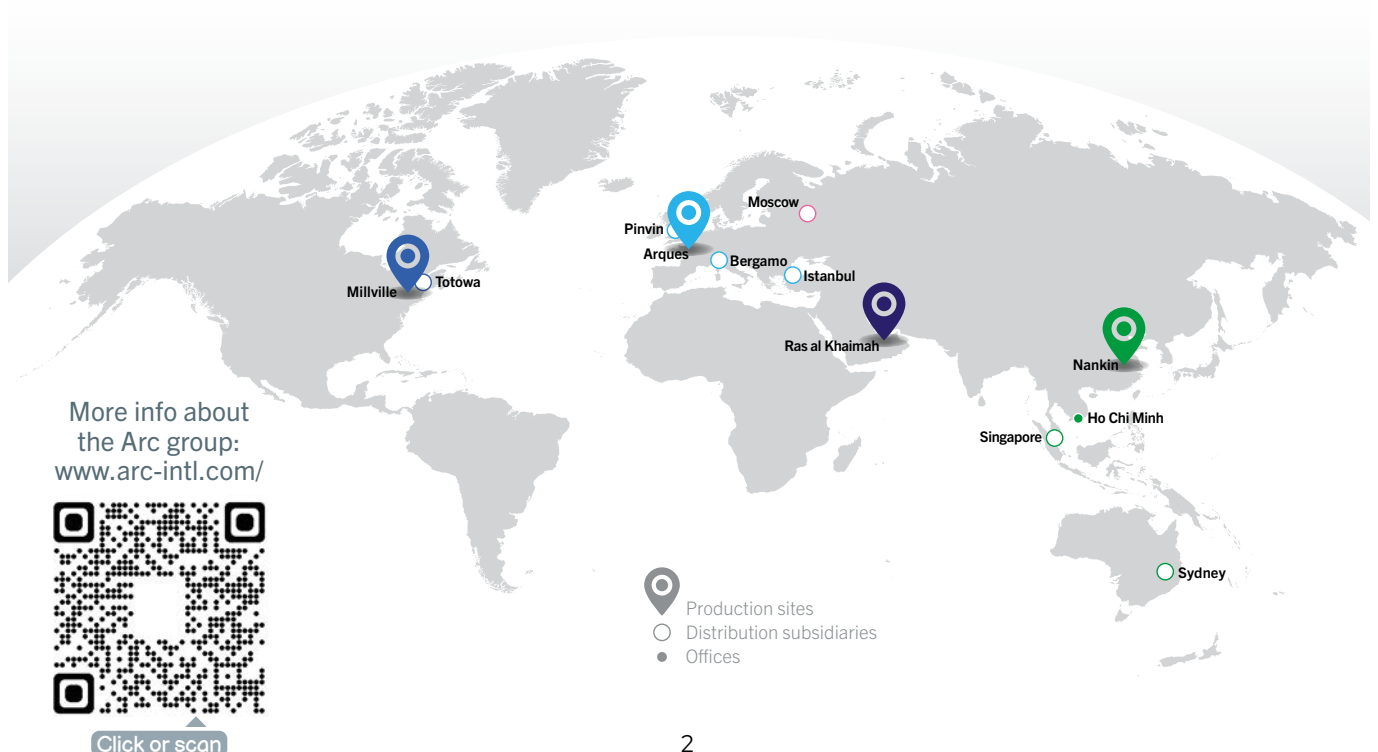 Moscow
Pinvin
Arques
Bergamo
Istanbul
Millville
Totowa
Ras al Khaimah
Nankin
Ho Chi Minh
Singapore
Sydney
More info about
the Arc group:
www.arc-intl.com/
Click or scan
Production sites
Distribution subsidiaries
Offices
2